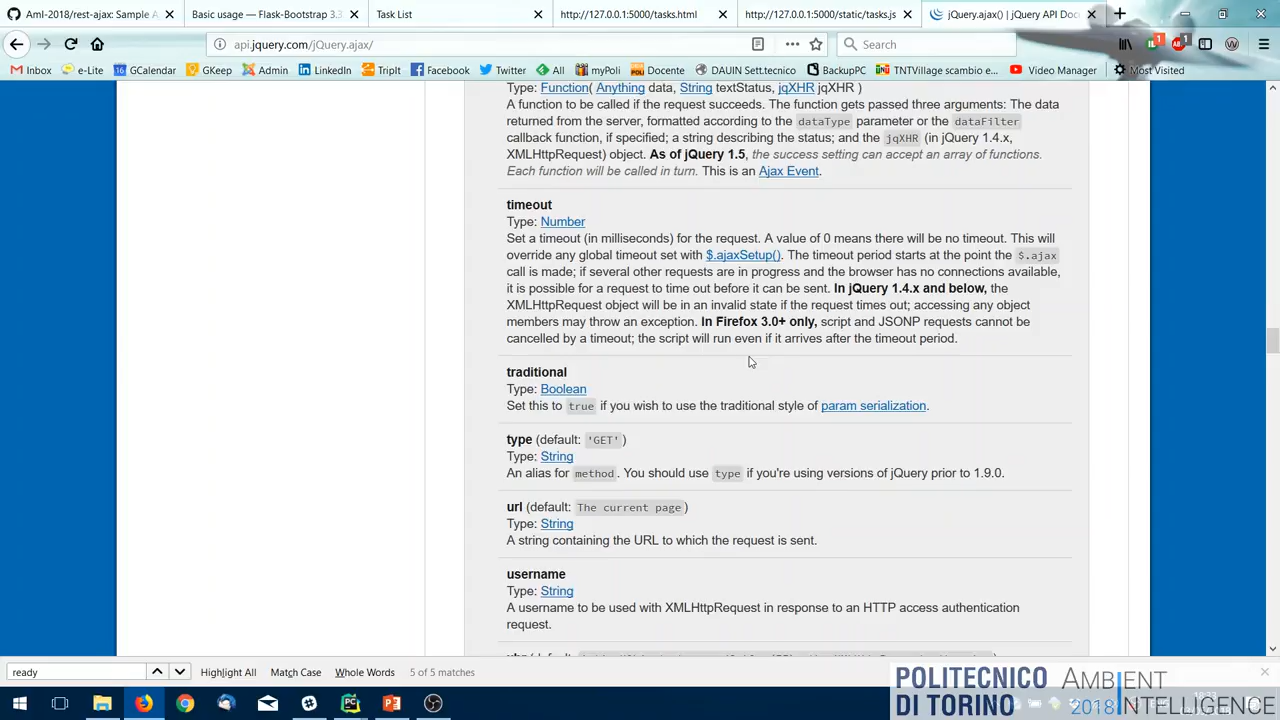 AmI-2018/rest-ajax: Sample A
Basic usage — Flask-Bootstrap 3.3
Task List
http://127.0.0.1:5000/tasks.html
http://127.0.0.1:5000/static/tasks.js
jQuery.ajax() | jQuery API Doc
api.jquery.com/jQuery.ajax/
Search
Inbox
e-Lite
GCalendar
GKeep
Admin
LinkedIn
TripIt
Facebook
Twitter
All
myPoli
Docente
DAUIN Sett.tecnico
BackupPC
TNTVillage scambio e...
Video Manager
Most Visited
Type: Function( Anything data, String textStatus, jqXHR jqXHR )
A function to be called if the request succeeds. The function gets passed three arguments: The data
returned from the server, formatted according to the dataType parameter or the dataFilter
callback function, if specified; a string describing the status; and the jqXHR (in jQuery 1.4.x,
XMLHttpRequest) object. As of jQuery 1.5, the success setting can accept an array of functions.
Each function will be called in turn. This is an Ajax Event.
timeout
Type: Number
Set a timeout (in milliseconds) for the request. A value of 0 means there will be no timeout. This will
override any global timeout set with $.ajaxSetup(). The timeout period starts at the point the $.ajax
call is made; if several other requests are in progress and the browser has no connections available,
it is possible for a request to time out before it can be sent. In jQuery 1.4.x and below, the
XMLHttpRequest object will be in an invalid state if the request times out; accessing any object
members may throw an exception. In Firefox 3.0+ only, script and JSONP requests cannot be
cancelled by a timeout; the script will run even if it arrives after the timeout period.
traditional
Type: Boolean
Set this to true if you wish to use the traditional style of param serialization.
type (default: 'GET')
Type: String
An alias for method. You should use type if you're using versions of jQuery prior to 1.9.0.
url (default: The current page)
Type: String
A string containing the URL to which the request is sent.
username
Type: String
A username to be used with XMLHttpRequest in response to an HTTP access authentication
request.
ready
Highlight All
Match Case
Whole Words
5 of 5 matches
POLITECNICO
DI TORINO
AMBIENT
2018 INTELLIGENCE